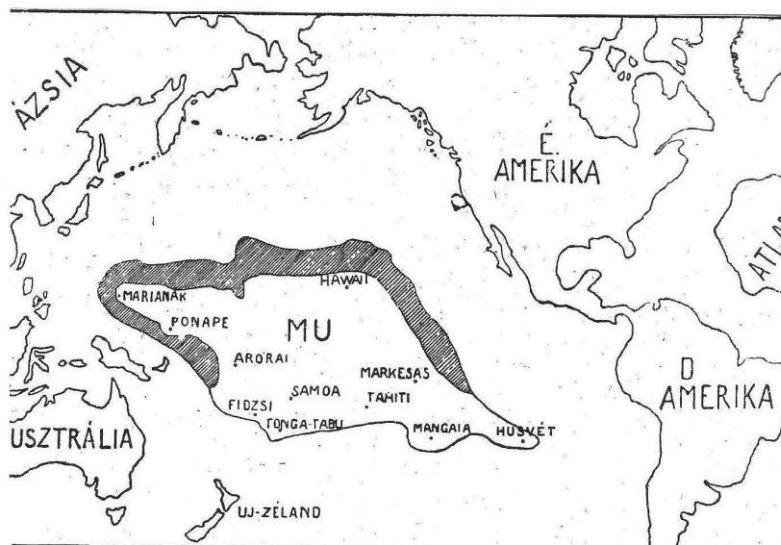 ÁZSIA
É.
AMERIKA
ATLA
HAWAII
MARIANÁK
PONAPE
MU
ARORAI
MARKESAS
D
AMERIKA
SAMOA
TAHITI
FIDZSI
TONGA-TABU
MANGAIA
HUSVÉT
USZTRÁLIA
UJ-ZÉLAND